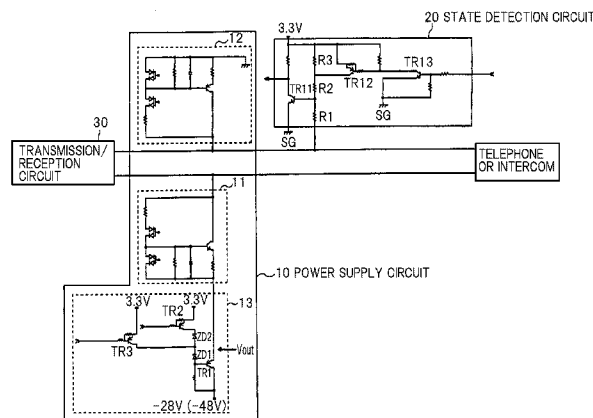 12
3.3V
20 STATE DETECTION CIRCUIT
R3
TR13
TR12
TR11
R2
SG
R1
SG
30
TRANSMISSION/
RECEPTION
CIRCUIT
TELEPHONE
OR INTERCOM
11
10 POWER SUPPLY CIRCUIT
13
3.3V
3.3V
TR2
ZD2
TR3
ZD1
Vout
TR1
-28V (-48V)